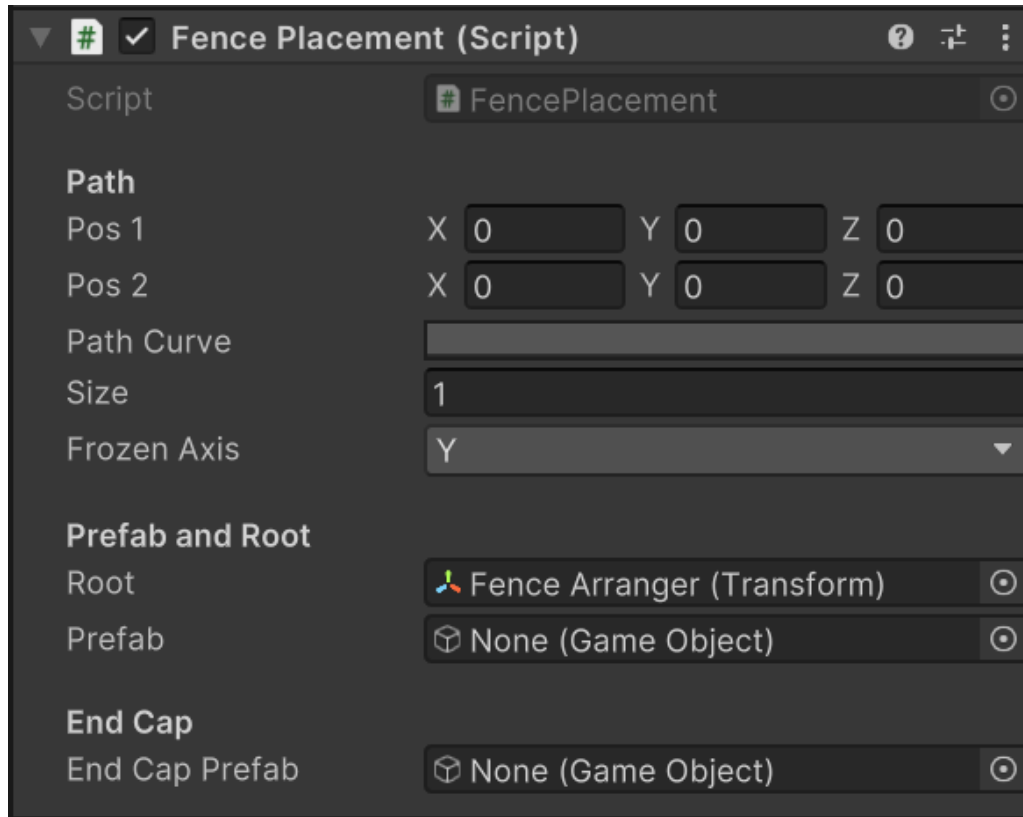 # Fence Placement (Script)
Script # FencePlacement
Path
Pos 1 X 0 Y 0 Z 0
Pos 2 X 0 Y 0 Z 0
Path Curve
Size 1
Frozen Axis Y
Prefab and Root
Root Fence Arranger (Transform)
Prefab None (Game Object)
End Cap
End Cap Prefab None (Game Object)